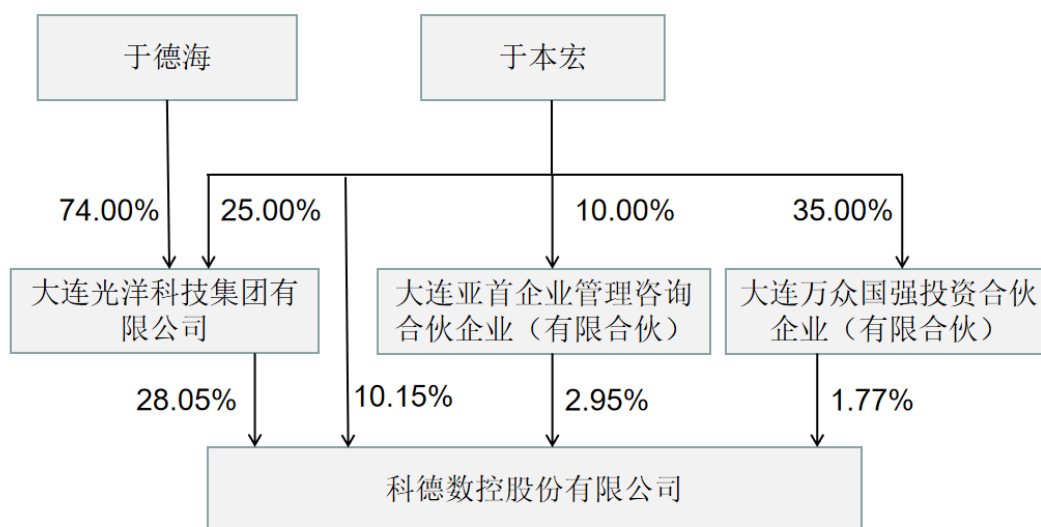 于德海
于本宏
74.00%
25.00%
10.00%
35.00%
大连光洋科技集团有
限公司
大连亚首企业管理咨询
合伙企业（有限合伙）
大连万众国强投资合伙
企业（有限合伙）
28.05%
10.15%
2.95%
1.77%
科德数控股份有限公司